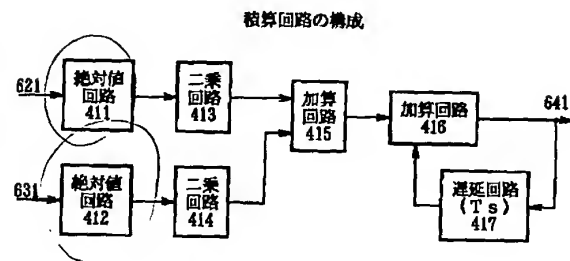 積算回路の構成
621
絶対値
回路
411
二乗
回路
413
加算
回路
415
加算回路
416
641
631
絶対値
回路
412
二乗
回路
414
遅延回路
(Ts)
417